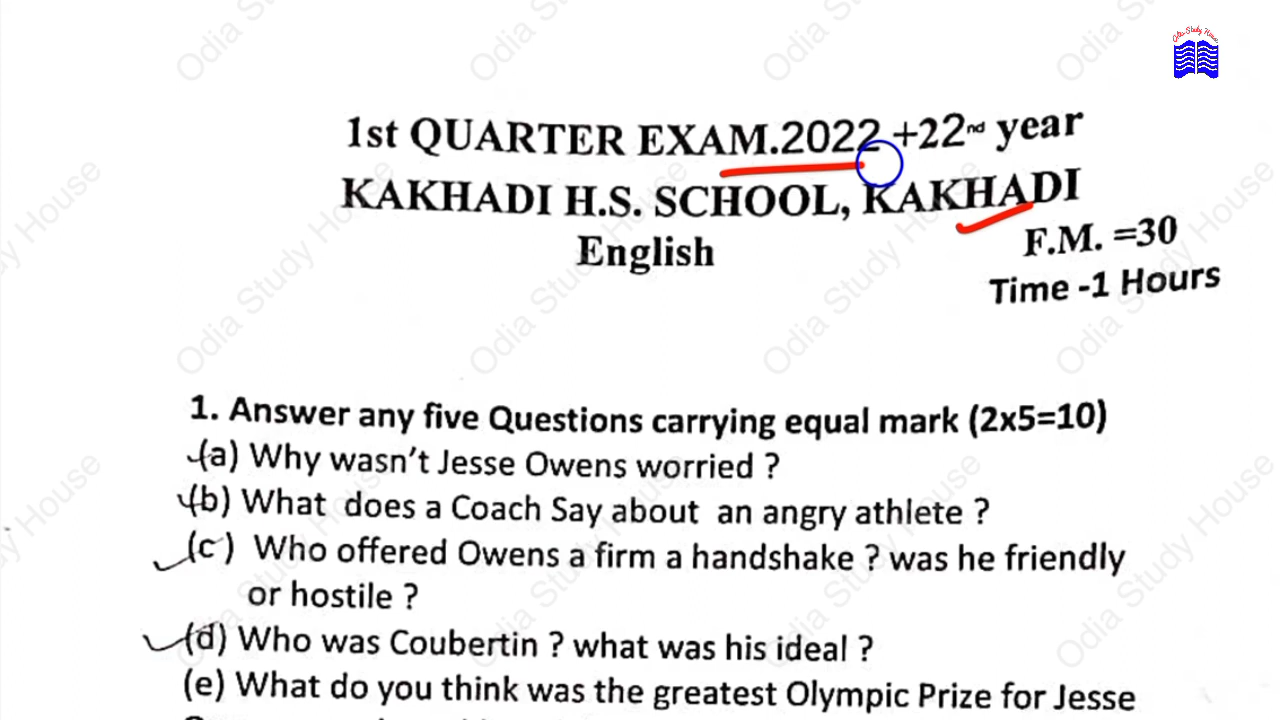 Odia Study House
1st QUARTER EXAM.2022 +22nd year
KAKHADI H.S. SCHOOL, KAKHADI
English
F.M. =30
Time -1 Hours
1. Answer any five Questions carrying equal mark (2x5=10)
(a) Why wasn't Jesse Owens worried ?
(b) What does a Coach Say about an angry athlete ?
(c) Who offered Owens a firm a handshake ? was he friendly
or hostile ?
(d) Who was Coubertin ? what was his ideal ?
(e) What do you think was the greatest Olympic Prize for Jesse